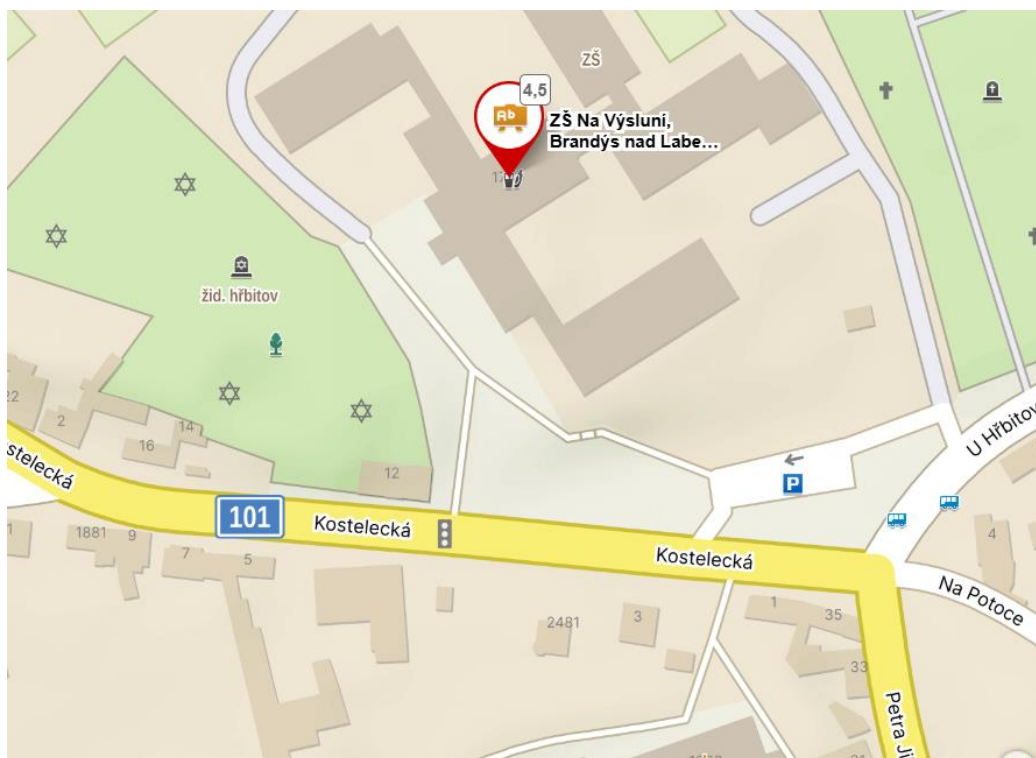 ZŠ
4,5
Ab
ZŠ Na Výsluní,
Brandýs nad Labe...
žid. hřbitov
22
2
14
16
12
U Hřbitov
P
101
Kostelecká
Kostelecká
1881
9
7
5
4
Na Potoce
2481
3
1
35
33
Petra Ji